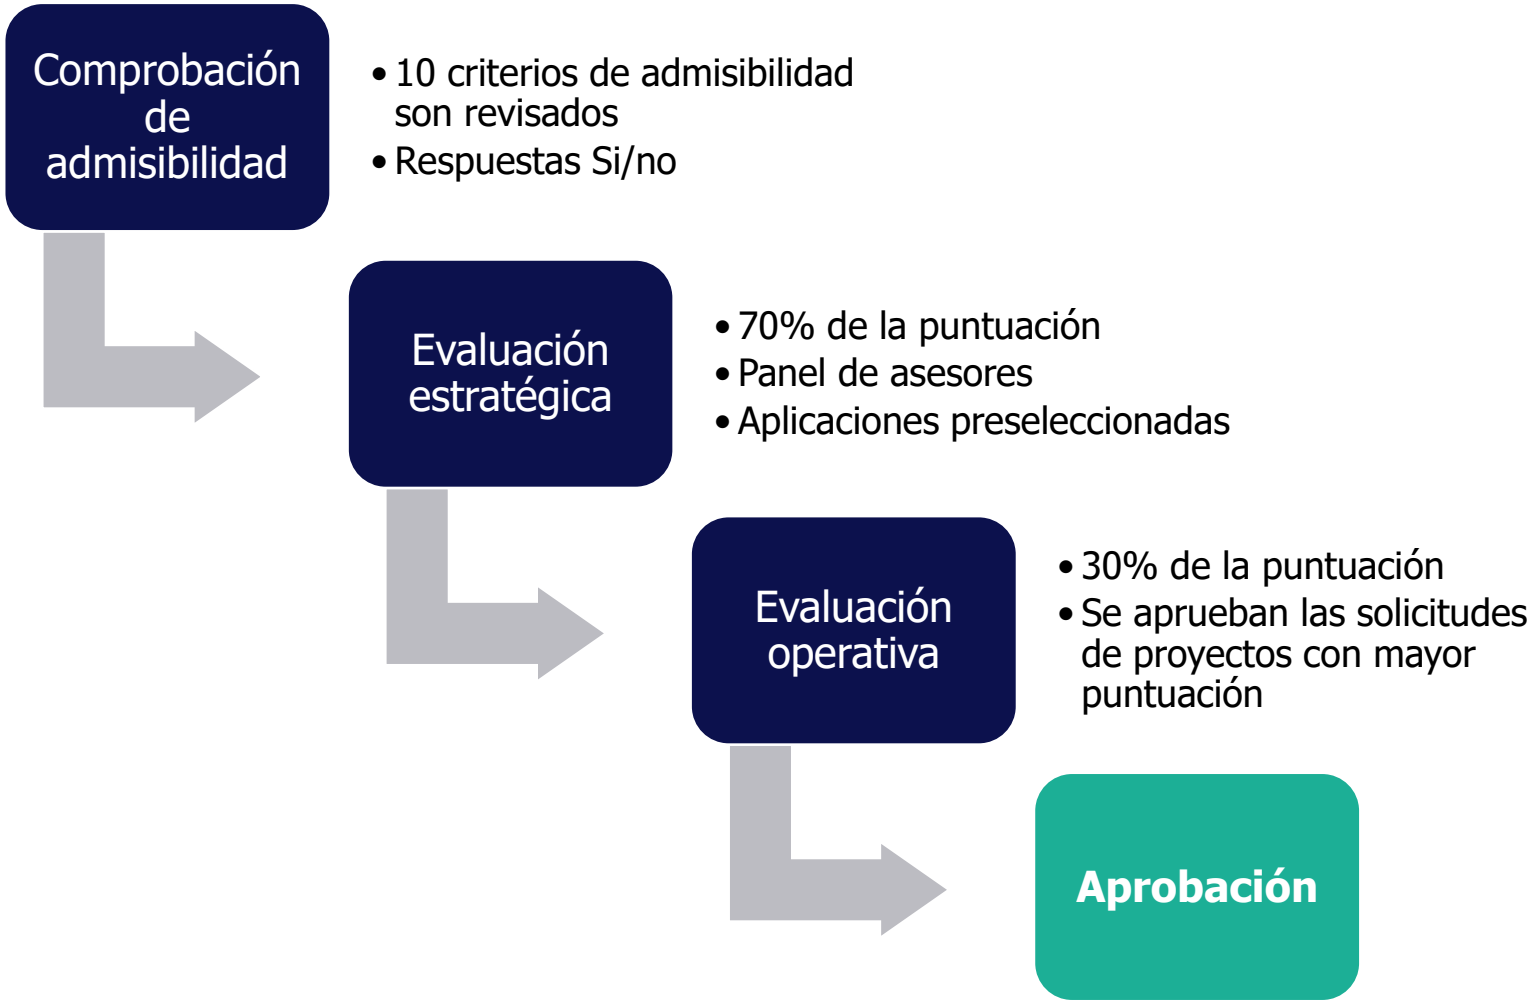 Comprobación
de
admisibilidad
• 10 criterios de admisibilidad
son revisados
• Respuestas Si/no
Evaluación
estratégica
• 70% de la puntuación
• Panel de asesores
• Aplicaciones preseleccionadas
Evaluación
operativa
• 30% de la puntuación
• Se aprueban las solicitudes
de proyectos con mayor
puntuación
Aprobación